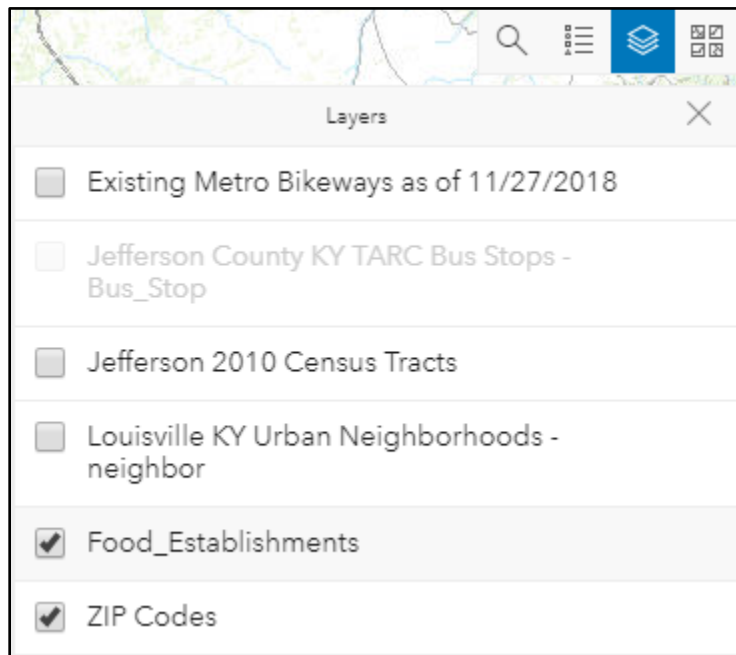 Layers
Existing Metro Bikeways as of 11/27/2018
Jefferson County KY TARC Bus Stops -
Bus_Stop
Jefferson 2010 Census Tracts
Louisville KY Urban Neighborhoods -
neighbor
Food_Establishments
ZIP Codes